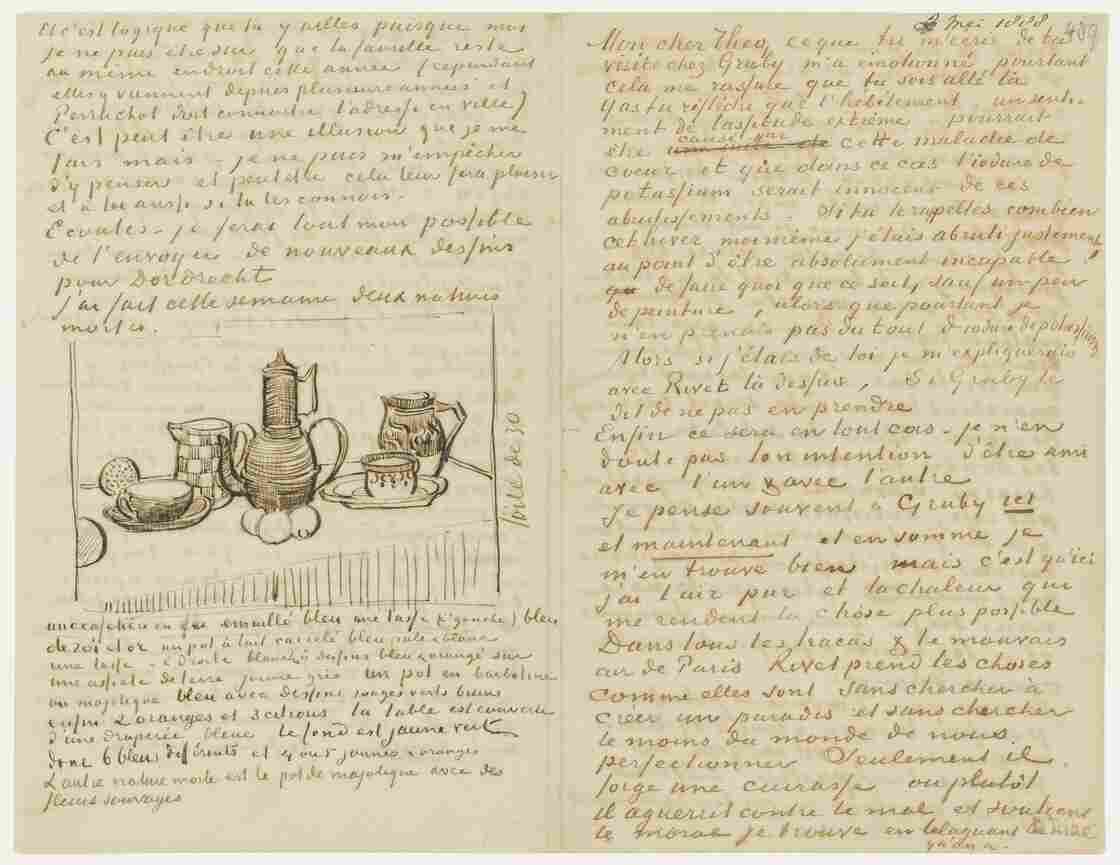 Et c'est logique que tu y ailles puisque moi
je ne puis être sûr que la famille reste
au même endroit cette année (cependant
elles y viennent depuis plusieurs années et
Perruchot doit connaitre l'adresse en ville)
C'est peut être une illusion que je me
fais mais - je ne puis m'empêcher
d'y penser et peut etre cela leur fera plaisir
et à toi aussi si tu les connais.
Ecoutes - je ferai tout mon possible
de t'envoyer de nouveaux dessins
pour Dordrecht
J'ai fait cette semaine deux natures
mortes.
toile de 30
une cafetière en fer emaillé bleu une tasse (à gauche) bleu
de roi et or un pot à lait carrelé bleu pale & blanc
une tasse - à droite blanche à dessins bleu & orangé sur
une assiete de terre jaune gris un pot en barbotine
ou majolique bleu avec dessins rouges verts bruns
enfin 2 oranges et 3 citrons la table est couverte
d'une draperie bleue le fond est jaune vert
donc 6 bleus différents et 4 ou 5 jaunes & orangés
L'autre nature morte est le pot de majolique avec des
fleurs sauvages
Mei 1888
489
Mon cher Theo, ce que tu m'écris de ta
visite chez Gruby m'a émotionné pourtant
cela me rassure que tu sois allé là
Y as tu réfléchi que l'hébètement - un senti-
ment de lassitude extrême - pourrait
être causé par cette maladie de
coeur et que dans ce cas l'iodure de
potassium serait innocent de ces
abrutissements. Si tu te rapelles combien
cet hiver moi même j'étais abruti justement
au point d'être absolument incapable
de faire quoi que ce soit, sauf un peu
de peinture, alors que pourtant je
n'en prenais pas du tout d'iodure de potassium
Alors si j'étais de toi je m'expliquerais
avec Rivet là dessus, Si Gruby te
dit de ne pas en prendre
Enfin ce sera en tout cas - je n'en
doute pas ton intention d'être ami
avec l'un & avec l'autre
Je pense souvent à Gruby ici
et maintenant et en somme je
m'en trouve bien mais c'est qu'ici
j'ai l'air pur et la chaleur qui
me rendent la chose plus possible
Dans tous les tracas & le mauvais
air de Paris Rivet prend les choses
comme elles sont sans chercher à
créer un paradis et sans chercher
le moins du monde de nous
perfectionner Seulement il
forge une cuirasse ou plutôt
il aguerrit contre le mal et soutient
le moral je trouve en blaguant le mal
qu'on a.